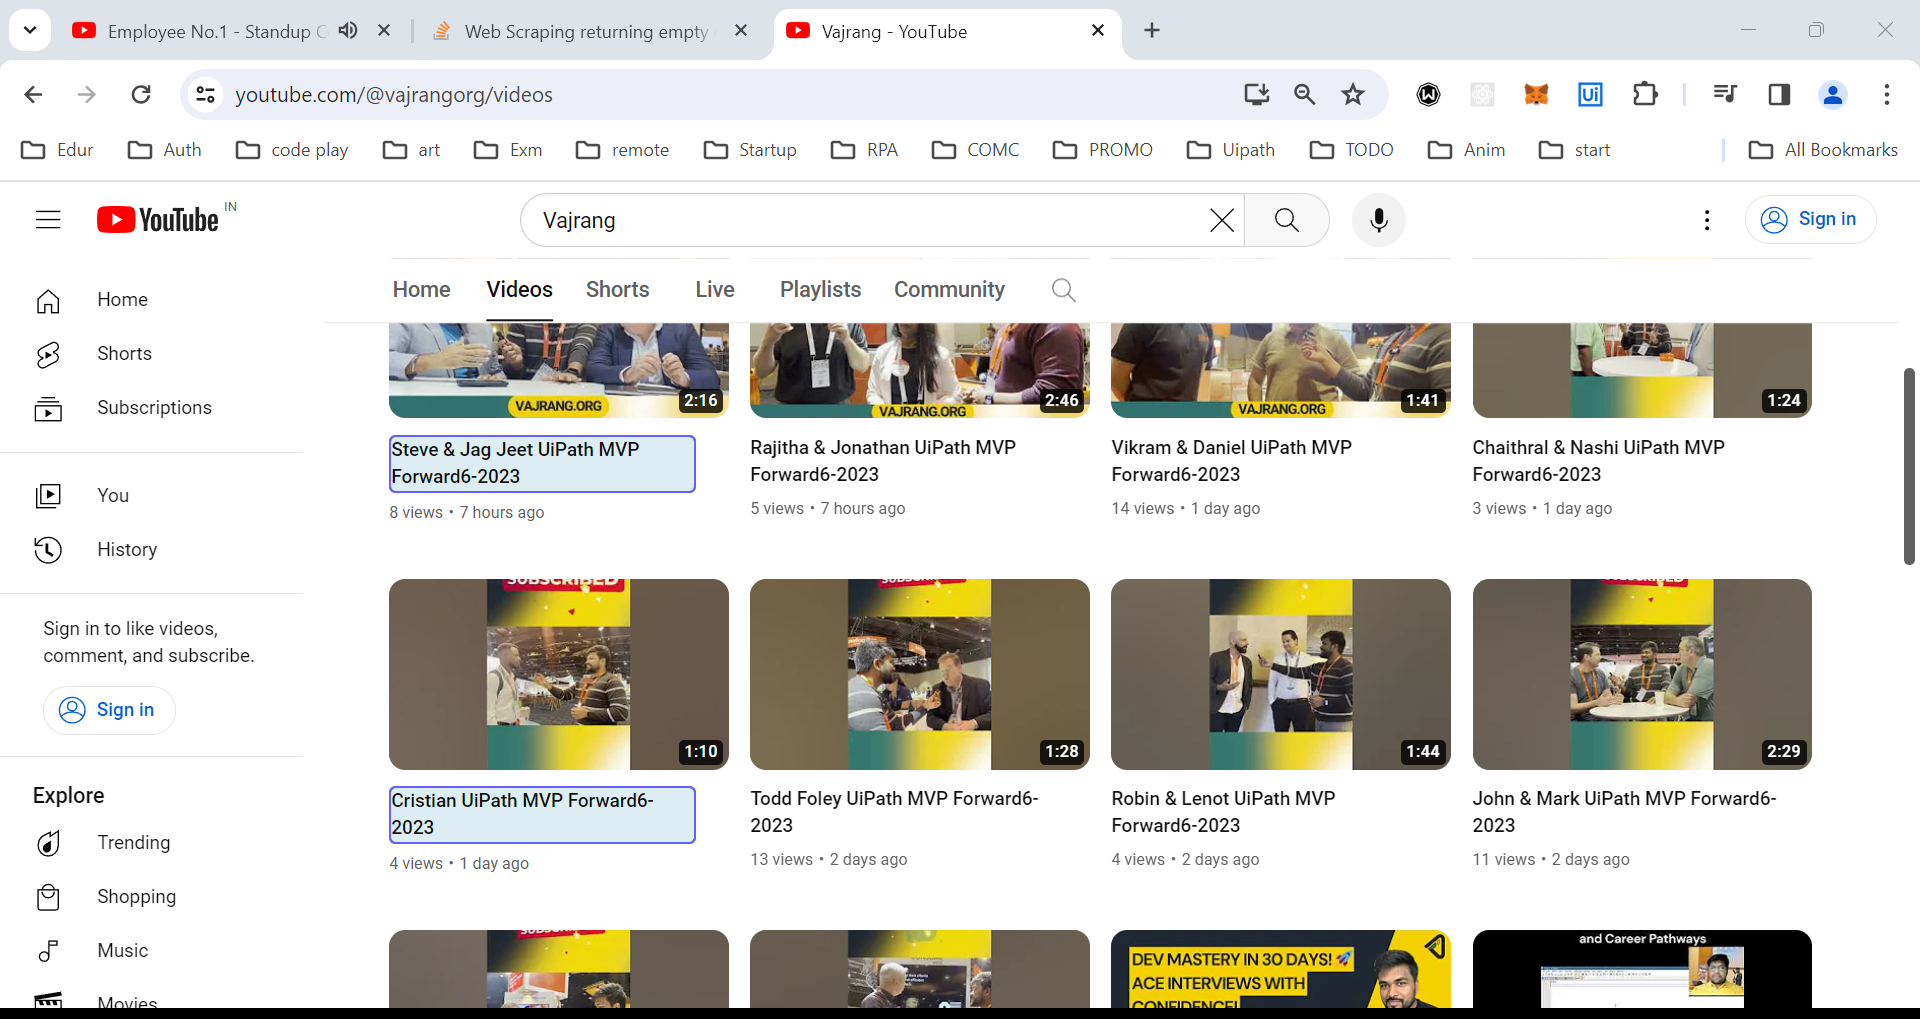 Employee No.1 - Standup C
Web Scraping returning empty
Vajrang - YouTube
youtube.com/@vajrangorg/videos
Edur
Auth
code play
art
Exm
remote
Startup
RPA
COMC
PROMO
Uipath
TODO
Anim
start
All Bookmarks
YouTube IN
Vajrang
Sign in
Home
Shorts
Subscriptions
You
History
Sign in to like videos,
comment, and subscribe.
Sign in
Explore
Trending
Shopping
Music
Movies
Home
Videos
Shorts
Live
Playlists
Community
VAJRANG.ORG
2:16
VAJRANG.ORG
2:46
VAJRANG.ORG
1:41
1:24
Steve & Jag Jeet UiPath MVP
Forward6-2023
8 views • 7 hours ago
Rajitha & Jonathan UiPath MVP
Forward6-2023
5 views • 7 hours ago
Vikram & Daniel UiPath MVP
Forward6-2023
14 views • 1 day ago
Chaithral & Nashi UiPath MVP
Forward6-2023
3 views • 1 day ago
SUBSCRIBED
1:10
1:28
1:44
2:29
Cristian UiPath MVP Forward6-
2023
4 views • 1 day ago
Todd Foley UiPath MVP Forward6-
2023
13 views • 2 days ago
Robin & Lenot UiPath MVP
Forward6-2023
4 views • 2 days ago
John & Mark UiPath MVP Forward6-
2023
11 views • 2 days ago
DEV MASTERY IN 30 DAYS! 🚀
ACE INTERVIEWS WITH
CONFIDENCE!
and Career Pathways